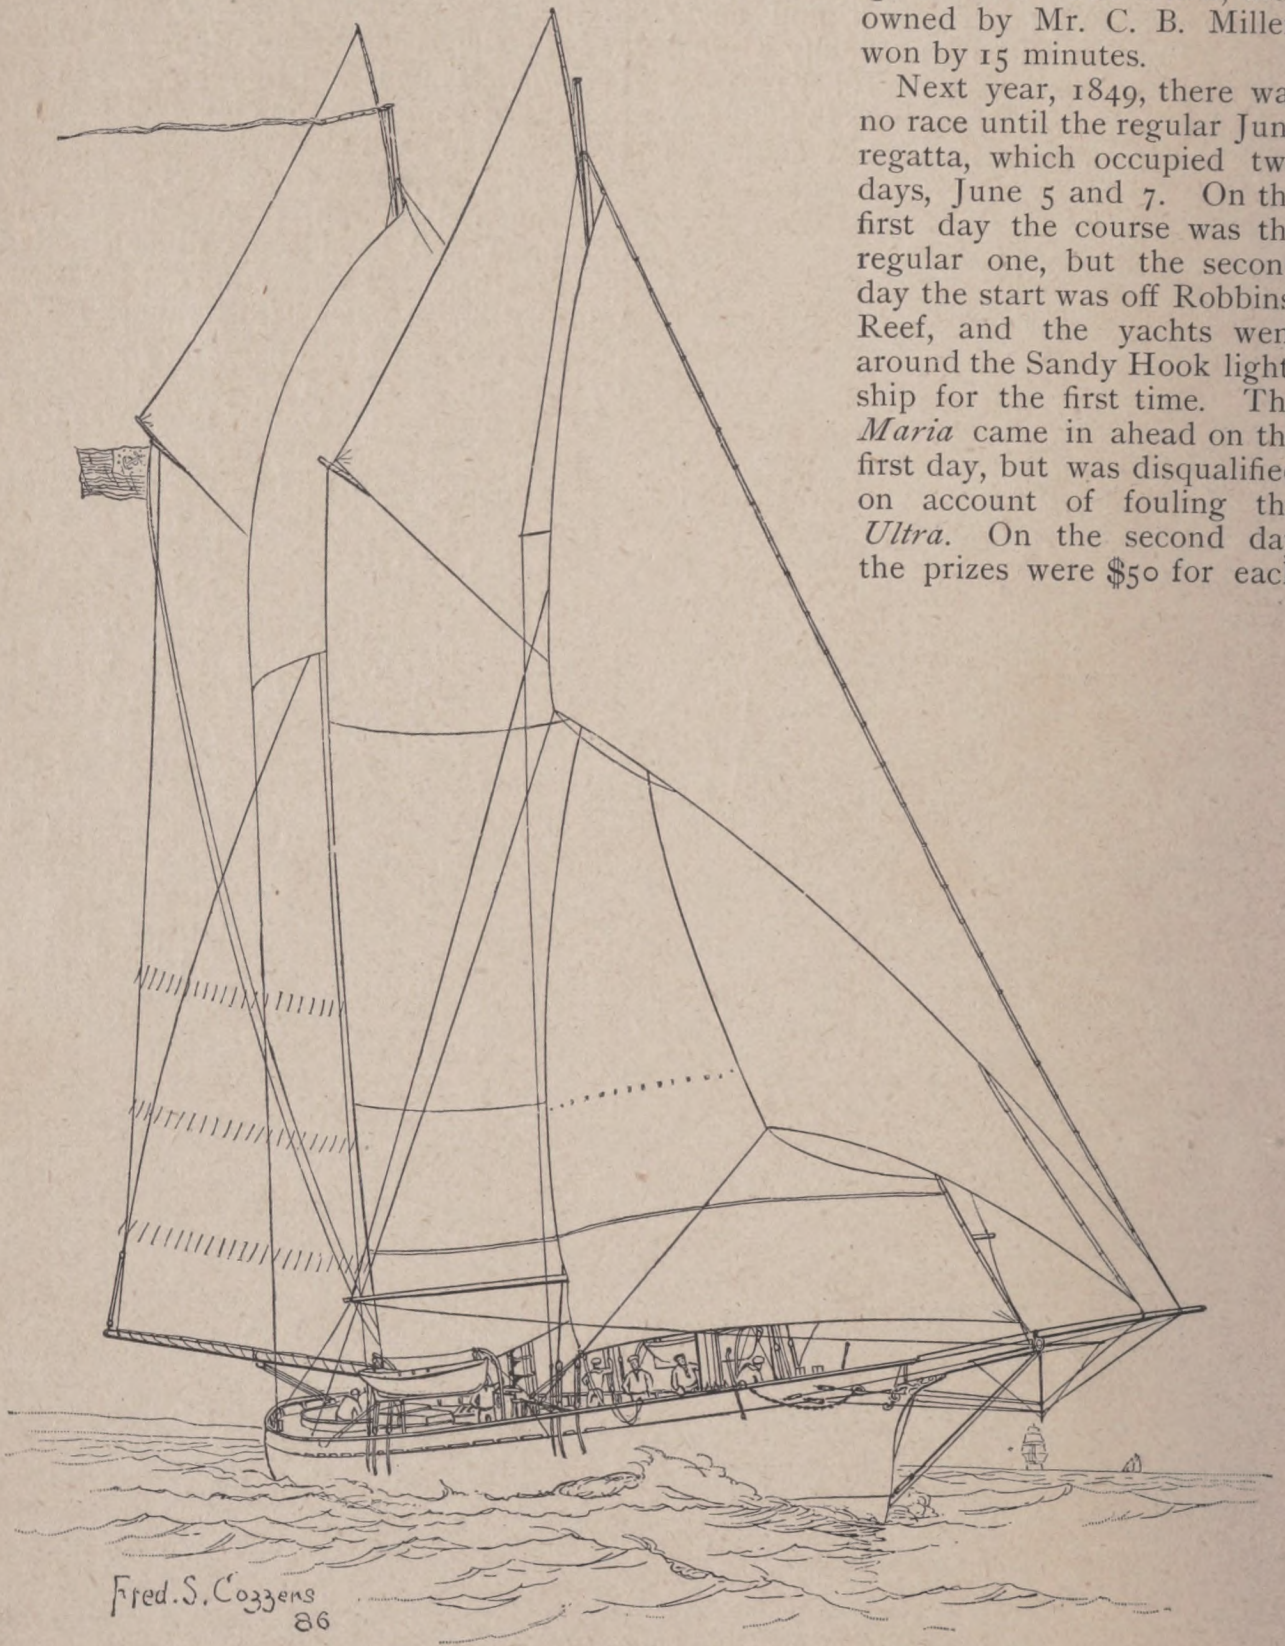 owned by Mr. C. B. Mille
won by 15 minutes.
Next year, 1849, there wa
no race until the regular Jun
regatta, which occupied tw
days, June 5 and 7. On th
first day the course was th
regular one, but the secon
day the start was off Robbins
Reef, and the yachts wer
around the Sandy Hook light
ship for the first time. Th
Maria came in ahead on th
first day, but was disqualifie
on account of fouling th
Ultra. On the second da
the prizes were $50 for eac
Fred. S. Cozzens
86